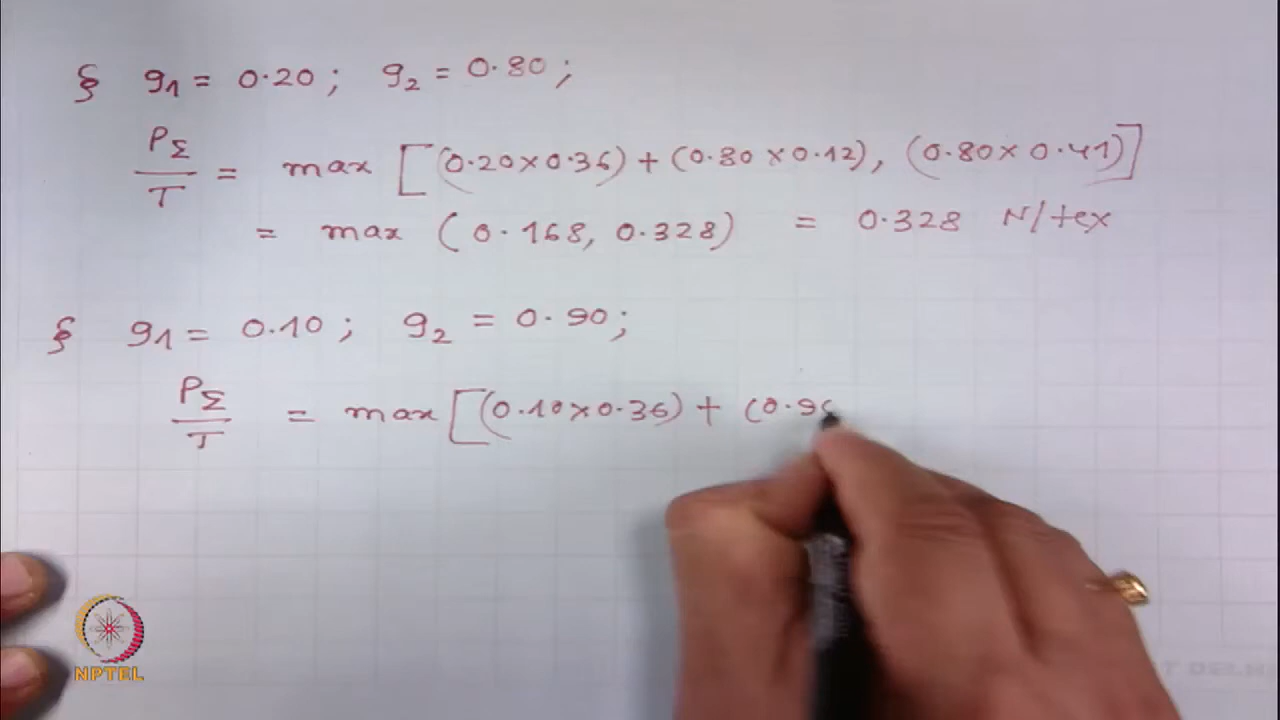 § g1 = 0.20 ; g2 = 0.80 ;
PΣ/T = max [(0.20×0.36) + (0.80×0.12), (0.80×0.41)]
= max (0.168, 0.328) = 0.328 N/tex
§ g1 = 0.10 ; g2 = 0.90 ;
PΣ/T = max [(0.10×0.36) + (0.9
NPTEL